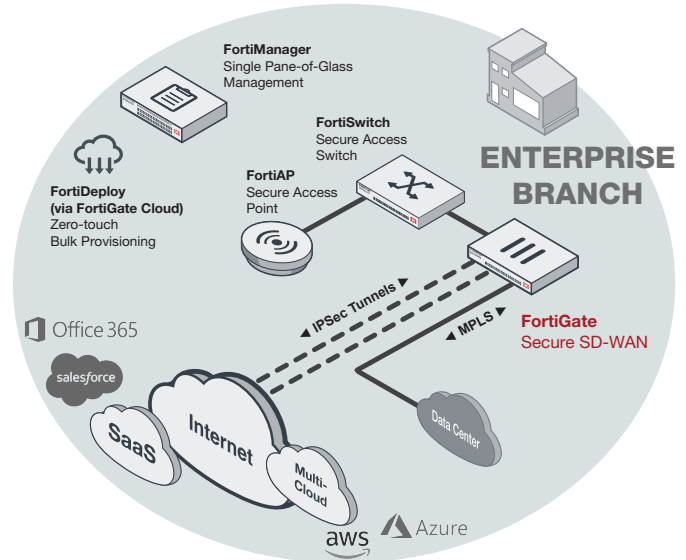 FortiManager
Single Pane-of-Glass
Management
FortiSwitch
Secure Access
Switch
ENTERPRISE
BRANCH
FortiDeploy
(via FortiGate Cloud)
Zero-touch
Bulk Provisioning
FortiAP
Secure Access
Point
IPSec Tunnels
MPLS
FortiGate
Secure SD-WAN
Office 365
salesforce
SaaS
Internet
Multi-
Cloud
Data Center
aws
Azure